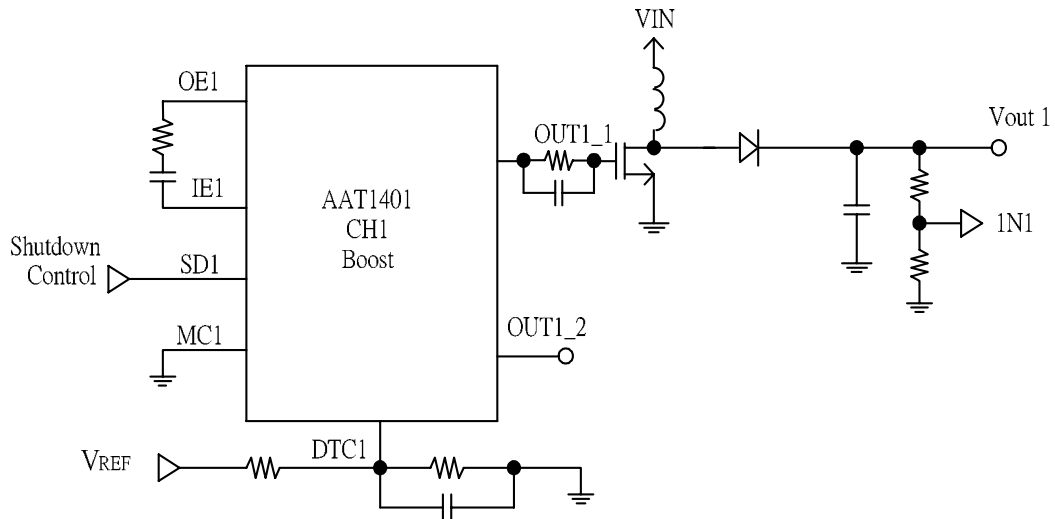 VIN
OE1
OUT1_1
Vout 1
IE1
AAT1401
CH1
Boost
1N1
Shutdown
Control
SD1
MC1
OUT1_2
VREF
DTC1